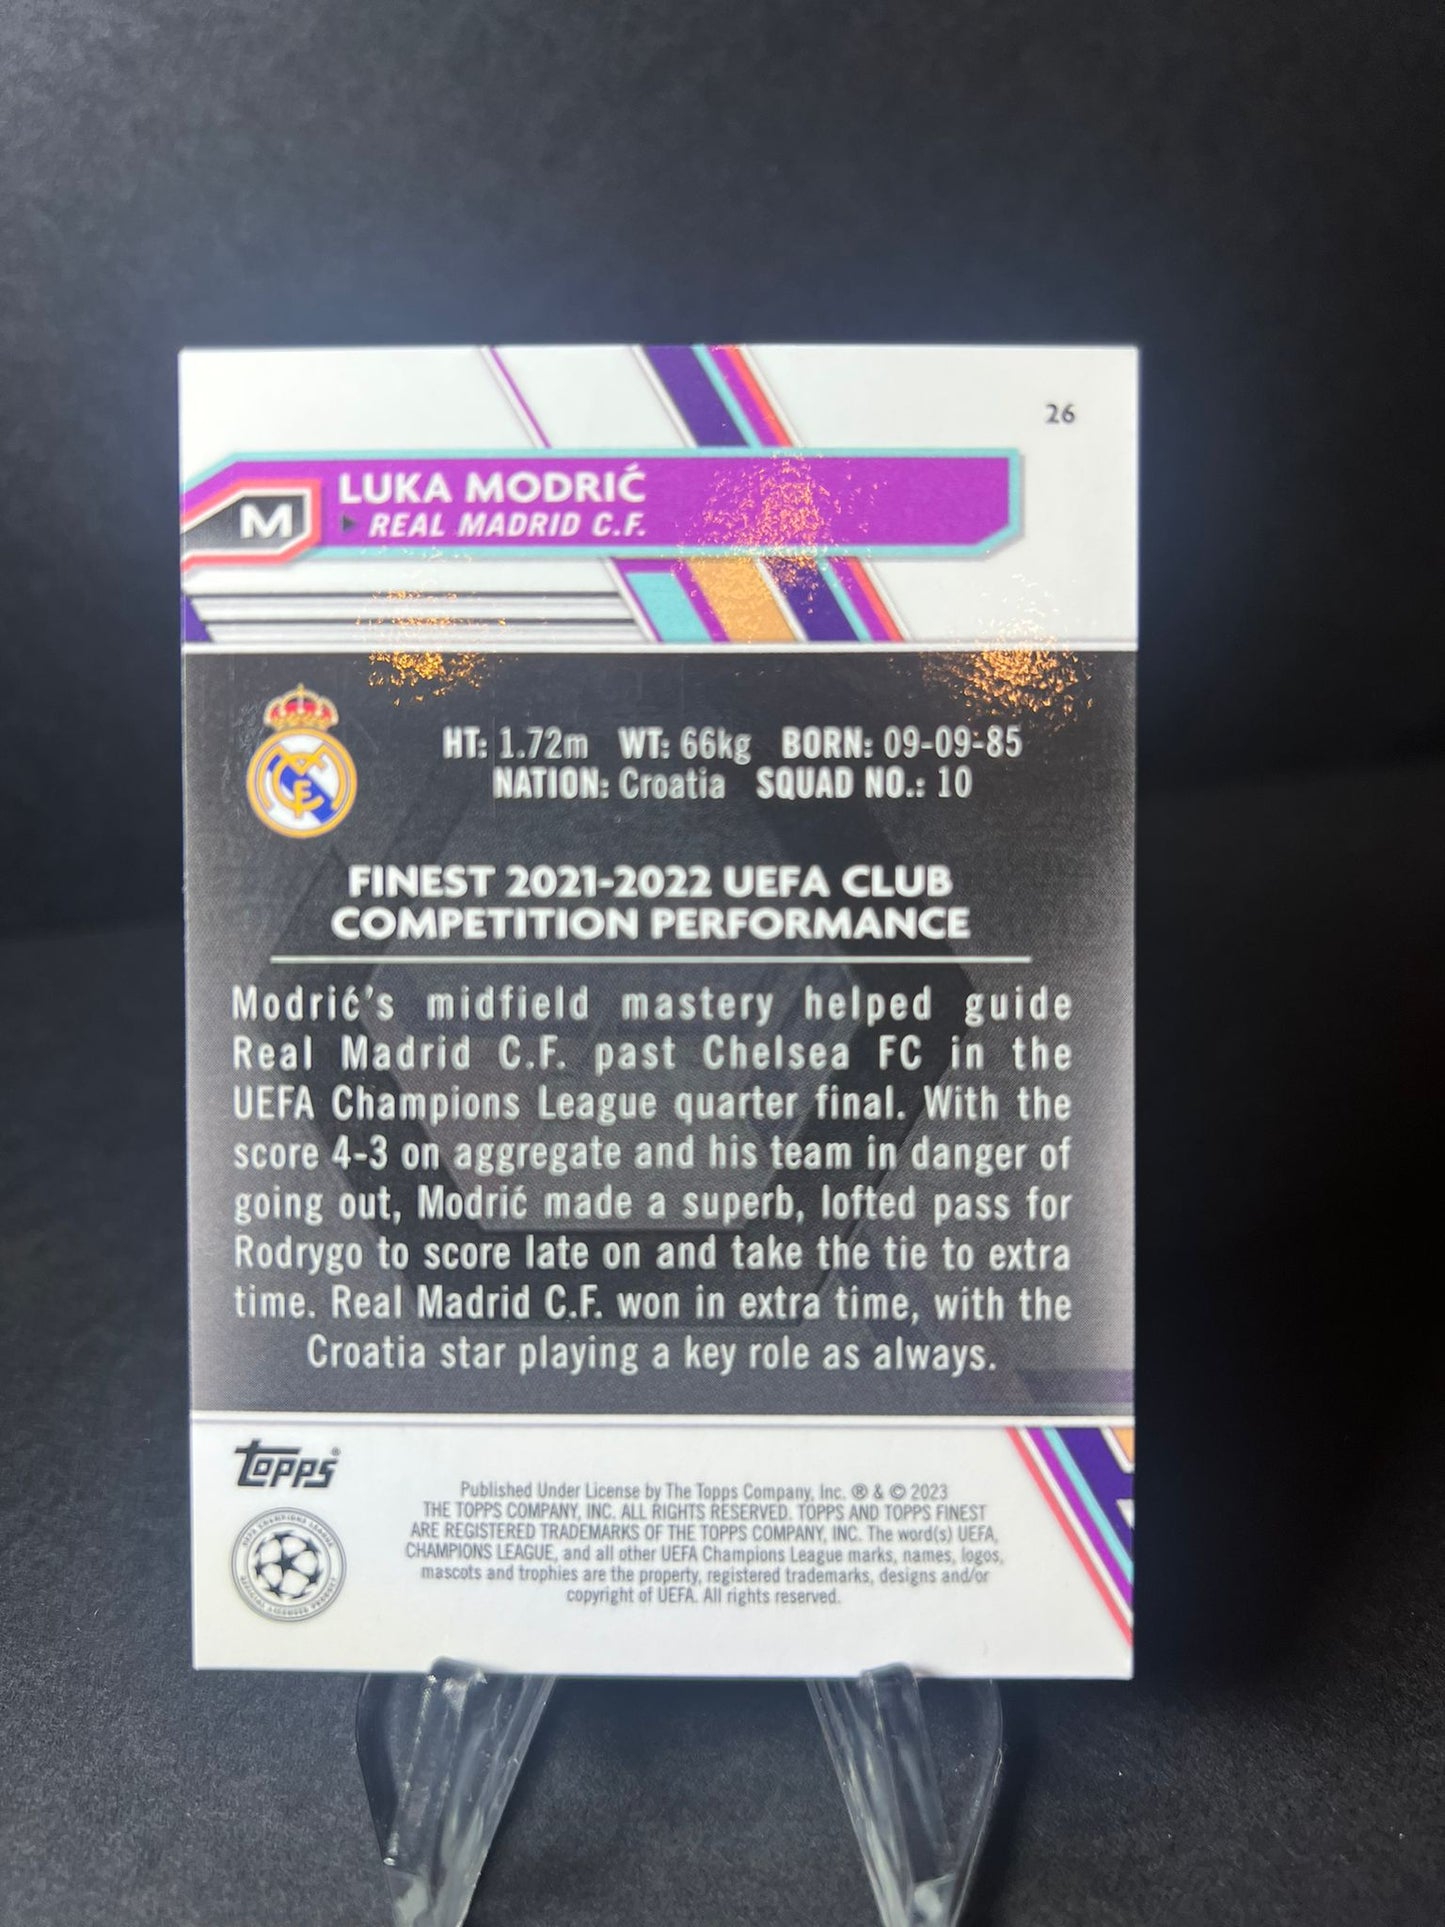 26
LUKA MODRIĆ
M
REAL MADRID C.F.
HT: 1.72m WT: 66kg BORN: 09-09-85
NATION: Croatia SQUAD NO.: 10
FINEST 2021-2022 UEFA CLUB
COMPETITION PERFORMANCE
Modrić's midfield mastery helped guide
Real Madrid C.F. past Chelsea FC in the
UEFA Champions League quarter final. With the
score 4-3 on aggregate and his team in danger of
going out, Modrić made a superb, lofted pass for
Rodrygo to score late on and take the tie to extra
time. Real Madrid C.F. won in extra time, with the
Croatia star playing a key role as always.
topps®
Published Under License by The Topps Company, Inc. ® & © 2023
THE TOPPS COMPANY, INC. ALL RIGHTS RESERVED. TOPPS AND TOPPS FINEST
ARE REGISTERED TRADEMARKS OF THE TOPPS COMPANY, INC. The word(s) UEFA,
CHAMPIONS LEAGUE, and all other UEFA Champions League marks, names, logos,
mascots and trophies are the property, registered trademarks, designs and/or
copyright of UEFA. All rights reserved.
UEFA CHAMPIONS LEAGUE
OFFICIAL LICENSED PRODUCT